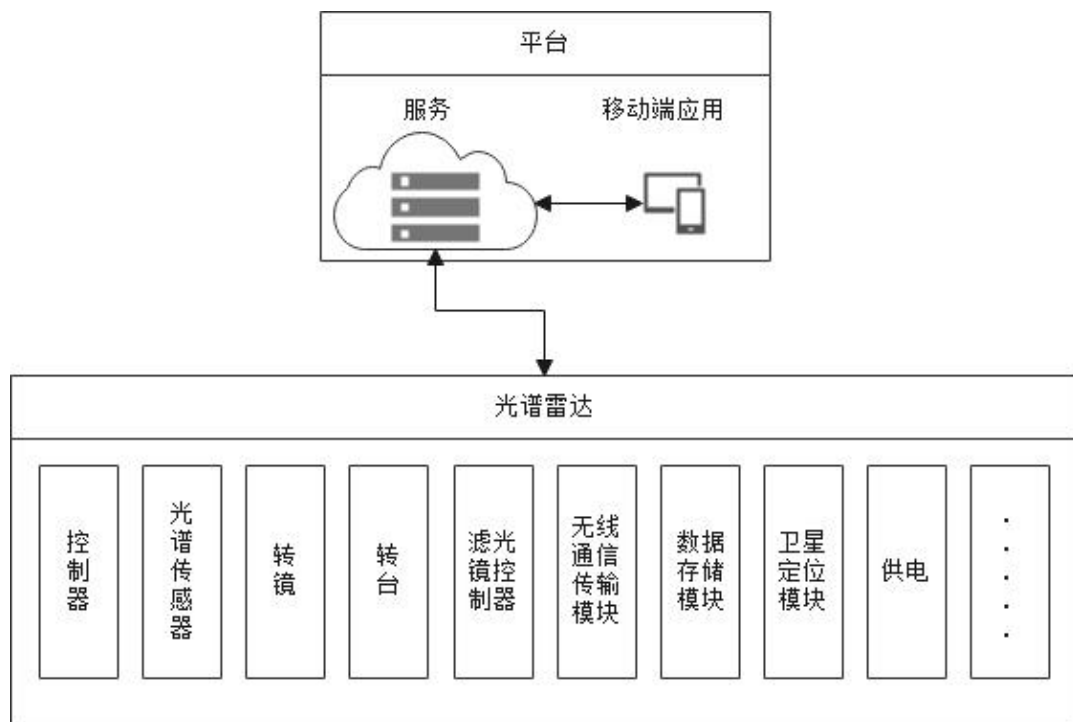 平台
服务
移动端应用
光谱雷达
控
制
器
光
谱
传
感
器
转
镜
转
台
滤光
镜控
制器
无线
通信
传输
模块
数据
存储
模块
卫星
定位
模块
供电
.
.
.
.
.